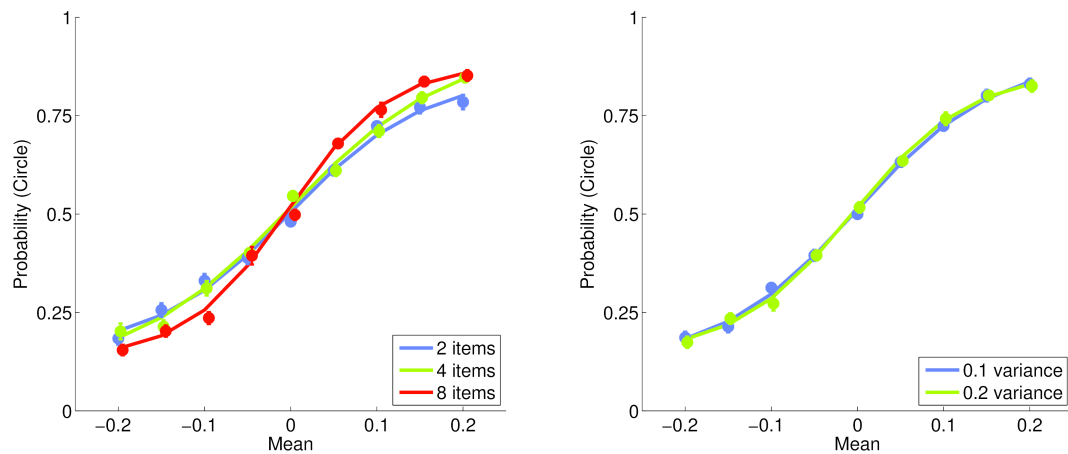 1
0.75
0.5
0.25
0
Probability (Circle)
−0.2
−0.1
0
0.1
0.2
Mean
2 items
4 items
8 items
1
0.75
0.5
0.25
0
Probability (Circle)
−0.2
−0.1
0
0.1
0.2
Mean
0.1 variance
0.2 variance